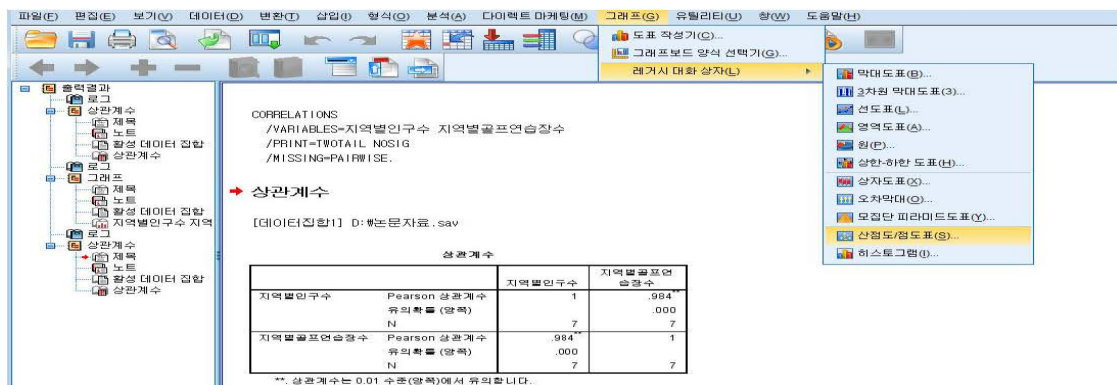 파일(F) 편집(E) 보기(V) 데이터(D) 변환(T) 삽입(I) 형식(O) 분석(A) 다이렉트 마케팅(M) 그래프(G) 유틸리티(U) 창(W) 도움말(H)
도표 작성기(C)...
그래프보드 양식 선택기(G)...
레거시 대화 상자(L)
막대도표(B)...
3차원 막대도표(3)...
선도표(L)...
영역도표(A)...
원(P)...
상한-하한 도표(H)...
상자도표(X)...
오차막대(O)...
모집단 피라미드도표(Y)...
산점도/점도표(S)...
히스토그램(I)...
출력결과
로그
상관계수
제목
노트
활성 데이터 집합
상관계수
로그
그래프
제목
노트
활성 데이터 집합
지역별인구수 지역
로그
상관계수
제목
노트
활성 데이터 집합
상관계수
CORRELATIONS
/VARIABLES=지역별인구수 지역별골프연습장수
/PRINT=TWOTAIL NOSIG
/MISSING=PAIRWISE.
상관계수
[데이터집합1] D:₩논문자료.sav
상관계수
지역별인구수 지역별골프연습장수
지역별인구수 Pearson 상관계수 1 .984**
유의확률 (양쪽) .000
N 7 7
지역별골프연습장수 Pearson 상관계수 .984** 1
유의확률 (양쪽) .000
N 7 7
**. 상관계수는 0.01 수준(양쪽)에서 유의합니다.